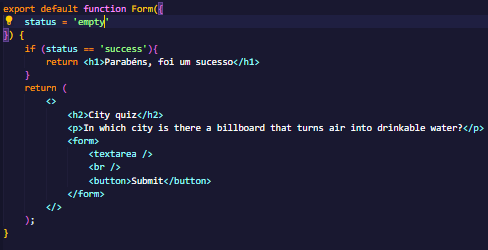 export default function Form({
status = 'empty'
}) {
if (status == 'success'){
return <h1>Parabéns, foi um sucesso</h1>
}
return (
<>
<h2>City quiz</h2>
<p>In which city is there a billboard that turns air into drinkable water?</p>
<form>
<textarea />
<br />
<button>Submit</button>
</form>
</>
);
}